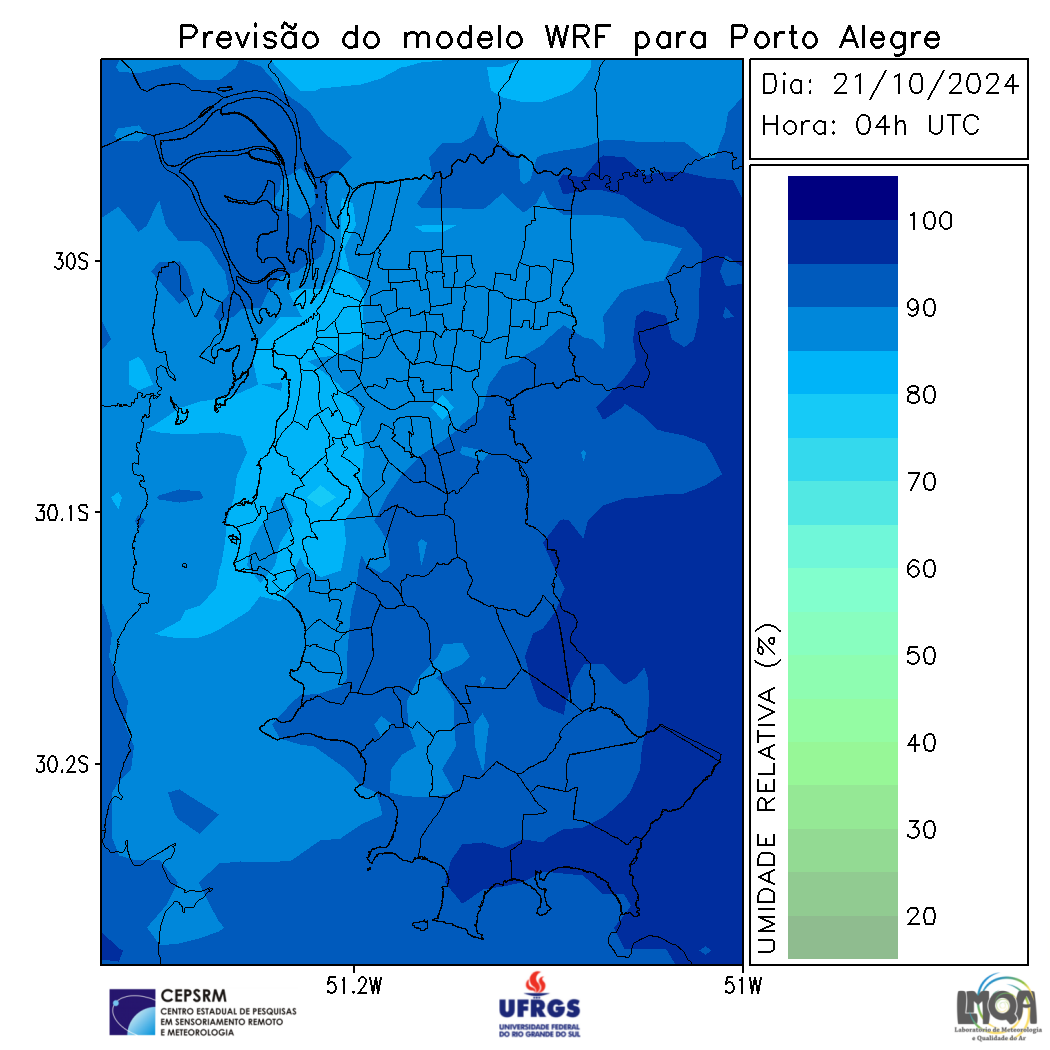 Previsão do modelo WRF para Porto Alegre
Dia: 21/10/2024
Hora: 04h UTC
30S
30.1S
30.2S
51.2W
51W
100
90
80
70
60
50
40
30
20
UMIDADE RELATIVA (%)
CEPSRM
CENTRO ESTADUAL DE PESQUISAS
EM SENSORIAMENTO REMOTO
E METEOROLOGIA
UFRGS
UNIVERSIDADE FEDERAL
DO RIO GRANDE DO SUL
LMQA
Laboratório de Meteorologia
e Qualidade do Ar